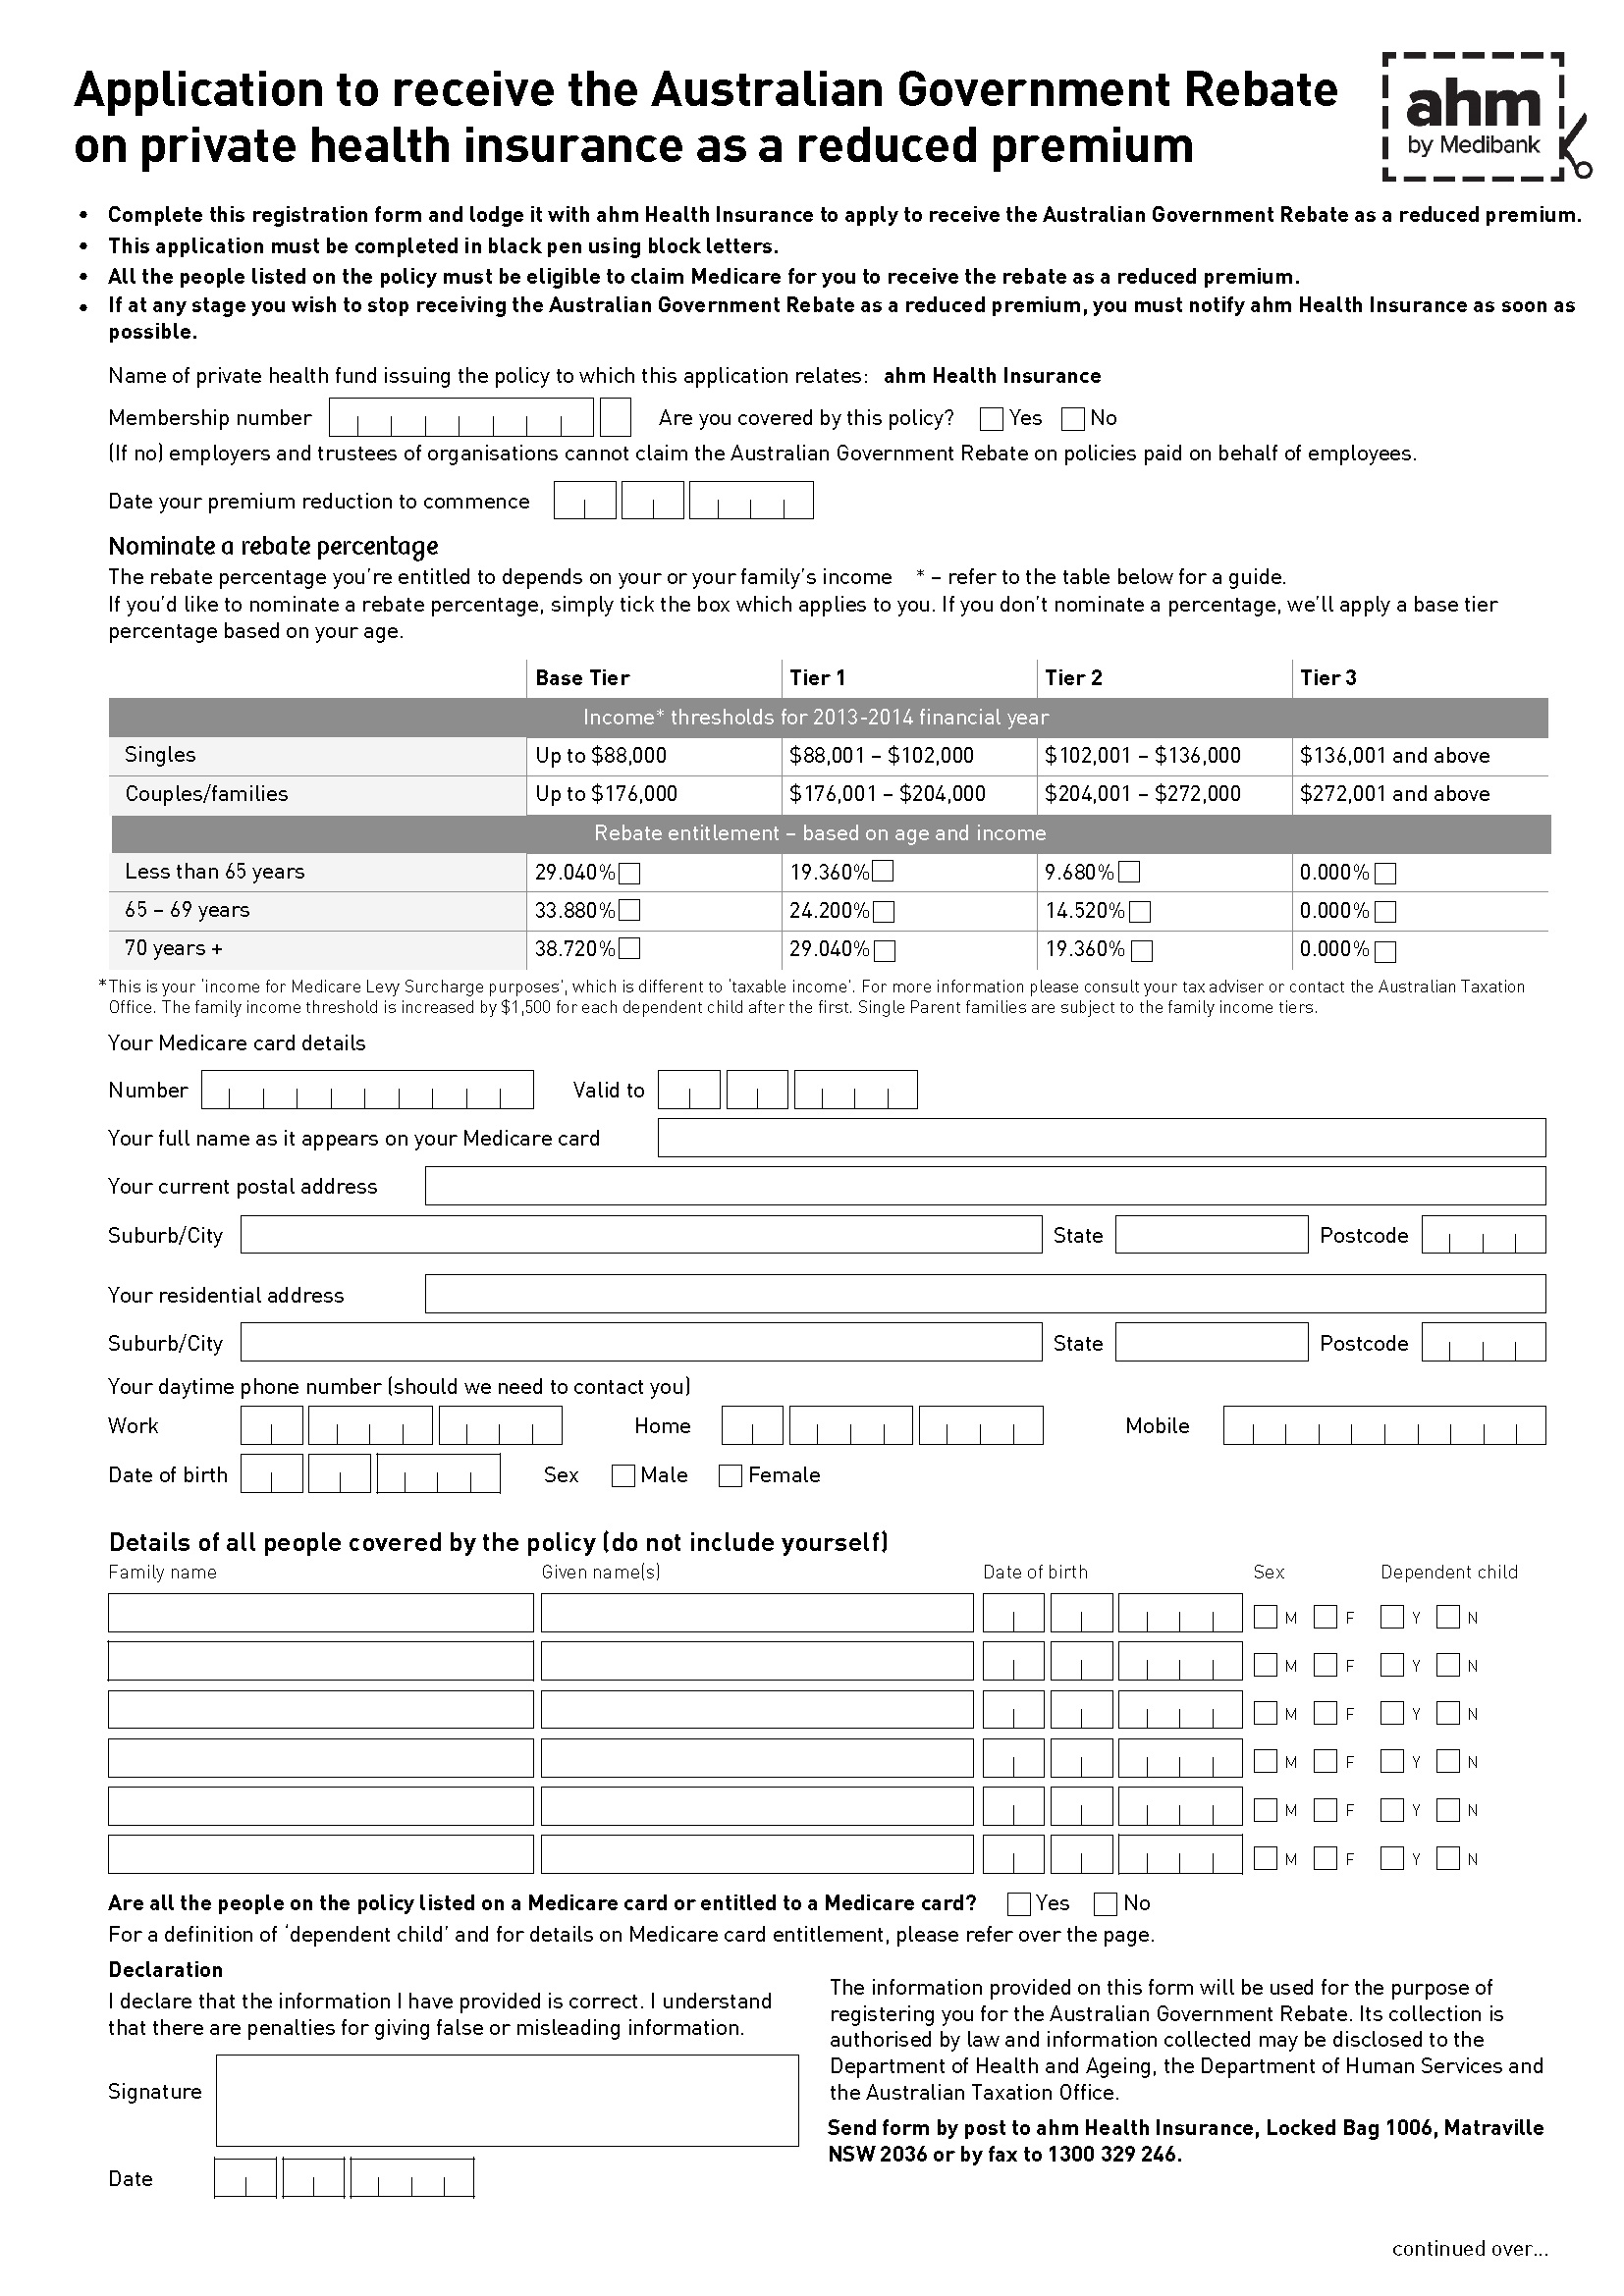 Application to receive the Australian Government Rebate
on private health insurance as a reduced premium
ahm
by Medibank
• Complete this registration form and lodge it with ahm Health Insurance to apply to receive the Australian Government Rebate as a reduced premium.
• This application must be completed in black pen using block letters.
• All the people listed on the policy must be eligible to claim Medicare for you to receive the rebate as a reduced premium.
• If at any stage you wish to stop receiving the Australian Government Rebate as a reduced premium, you must notify ahm Health Insurance as soon as
possible.
Name of private health fund issuing the policy to which this application relates: ahm Health Insurance
Membership number Are you covered by this policy? Yes No
(If no) employers and trustees of organisations cannot claim the Australian Government Rebate on policies paid on behalf of employees.
Date your premium reduction to commence
Nominate a rebate percentage
The rebate percentage you're entitled to depends on your or your family's income * – refer to the table below for a guide.
If you'd like to nominate a rebate percentage, simply tick the box which applies to you. If you don't nominate a percentage, we'll apply a base tier
percentage based on your age.
Base Tier Tier 1 Tier 2 Tier 3
Income* thresholds for 2013-2014 financial year
Singles Up to $88,000 $88,001 – $102,000 $102,001 – $136,000 $136,001 and above
Couples/families Up to $176,000 $176,001 – $204,000 $204,001 – $272,000 $272,001 and above
Rebate entitlement – based on age and income
Less than 65 years 29.040% 19.360% 9.680% 0.000%
65 – 69 years 33.880% 24.200% 14.520% 0.000%
70 years + 38.720% 29.040% 19.360% 0.000%
*This is your 'income for Medicare Levy Surcharge purposes', which is different to 'taxable income'. For more information please consult your tax adviser or contact the Australian Taxation
Office. The family income threshold is increased by $1,500 for each dependent child after the first. Single Parent families are subject to the family income tiers.
Your Medicare card details
Number Valid to
Your full name as it appears on your Medicare card
Your current postal address
Suburb/City State Postcode
Your residential address
Suburb/City State Postcode
Your daytime phone number (should we need to contact you)
Work Home Mobile
Date of birth Sex Male Female
Details of all people covered by the policy (do not include yourself)
Family name Given name(s) Date of birth Sex Dependent child
M F Y N
M F Y N
M F Y N
M F Y N
M F Y N
M F Y N
Are all the people on the policy listed on a Medicare card or entitled to a Medicare card? Yes No
For a definition of 'dependent child' and for details on Medicare card entitlement, please refer over the page.
Declaration
I declare that the information I have provided is correct. I understand
that there are penalties for giving false or misleading information.
Signature
Date
The information provided on this form will be used for the purpose of
registering you for the Australian Government Rebate. Its collection is
authorised by law and information collected may be disclosed to the
Department of Health and Ageing, the Department of Human Services and
the Australian Taxation Office.
Send form by post to ahm Health Insurance, Locked Bag 1006, Matraville
NSW 2036 or by fax to 1300 329 246.
continued over...